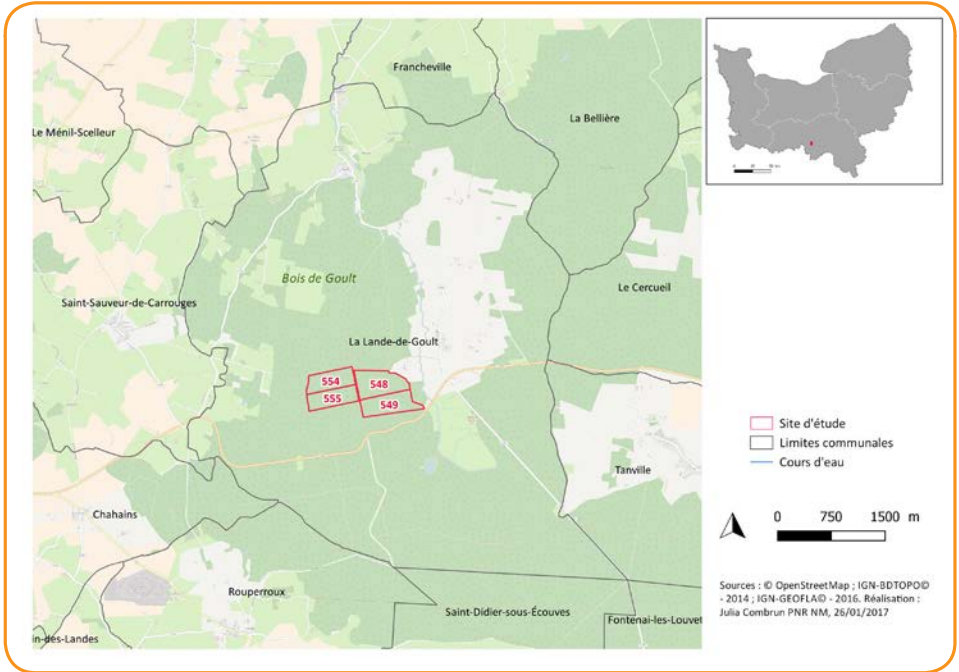 Francheville
La Bellière
Le Ménil-Scelleur
Bois de Goult
Le Cercueil
Saint-Sauveur-de-Carrouges
La Lande-de-Goult
554
548
555
549
Tanville
Chahains
Rouperroux
Saint-Didier-sous-Écouves
Fontenai-les-Louvet
in-des-Landes
Site d'étude
Limites communales
Cours d'eau
0 750 1500 m
Sources : © OpenStreetMap ; IGN-BDTOPO©
- 2014 ; IGN-GEOFLA© - 2016. Réalisation :
Julia Combrun PNR NM, 26/01/2017